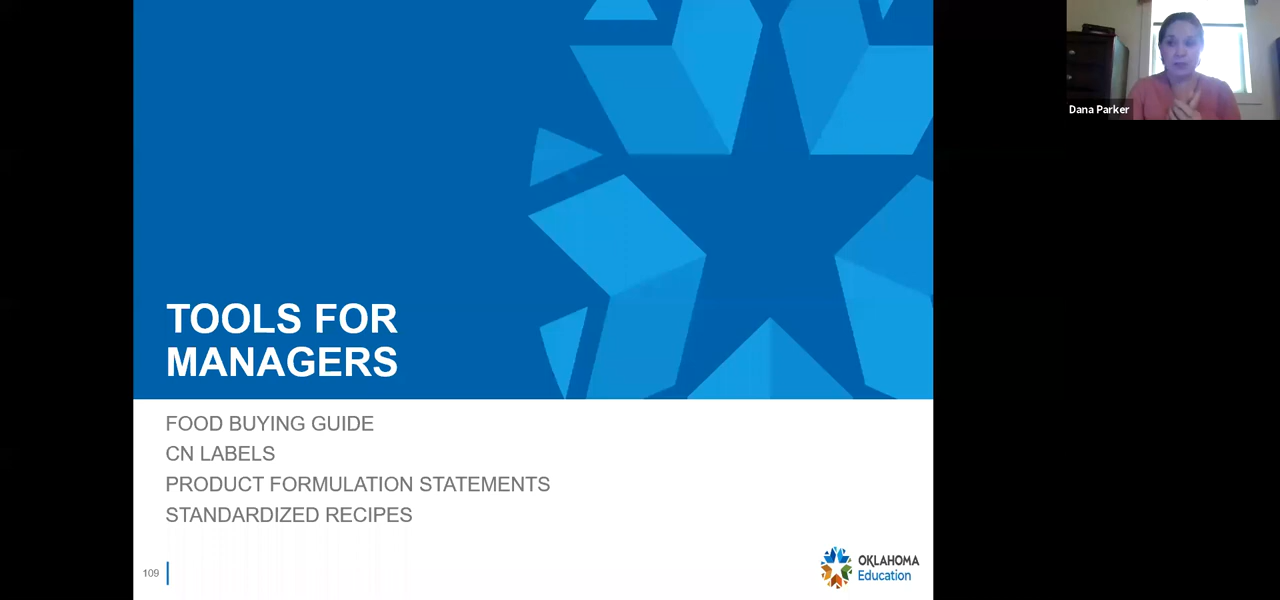 Dana Parker
TOOLS FOR
MANAGERS
FOOD BUYING GUIDE
CN LABELS
PRODUCT FORMULATION STATEMENTS
STANDARDIZED RECIPES
109
OKLAHOMA
Education